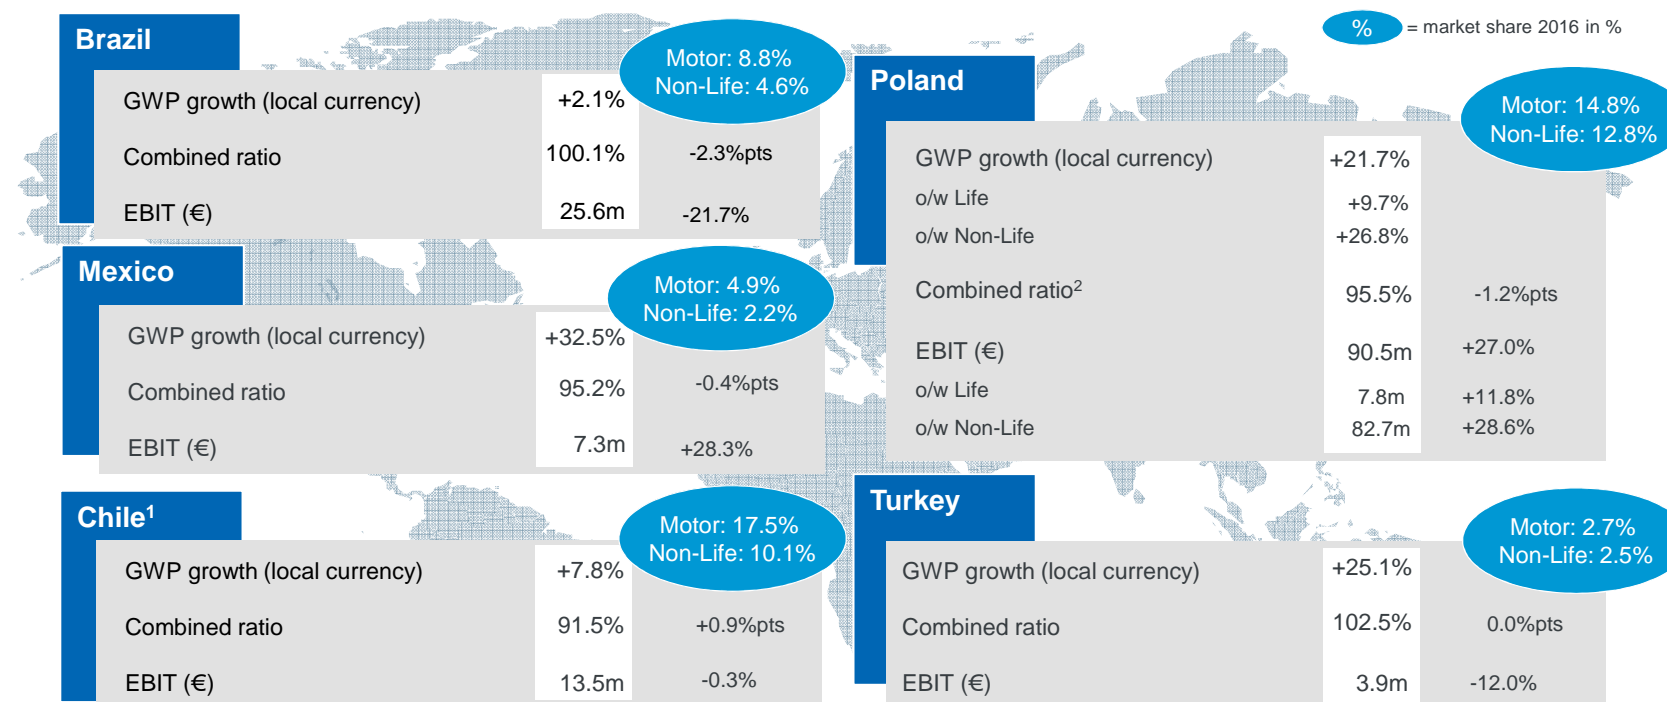 % = market share 2016 in %
Brazil
Motor: 8.8%
Non-Life: 4.6%
GWP growth (local currency) +2.1%
Combined ratio 100.1% -2.3%pts
EBIT (€) 25.6m -21.7%
Mexico
Motor: 4.9%
Non-Life: 2.2%
GWP growth (local currency) +32.5%
Combined ratio 95.2% -0.4%pts
EBIT (€) 7.3m +28.3%
Chile¹
Motor: 17.5%
Non-Life: 10.1%
GWP growth (local currency) +7.8%
Combined ratio 91.5% +0.9%pts
EBIT (€) 13.5m -0.3%
Poland
Motor: 14.8%
Non-Life: 12.8%
GWP growth (local currency) +21.7%
o/w Life +9.7%
o/w Non-Life +26.8%
Combined ratio² 95.5% -1.2%pts
EBIT (€) 90.5m +27.0%
o/w Life 7.8m +11.8%
o/w Non-Life 82.7m +28.6%
Turkey
Motor: 2.7%
Non-Life: 2.5%
GWP growth (local currency) +25.1%
Combined ratio 102.5% 0.0%pts
EBIT (€) 3.9m -12.0%